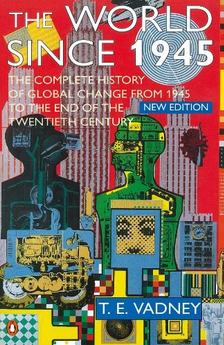 THE WORLD
SINCE 1945
THE COMPLETE HISTORY
OF GLOBAL CHANGE FROM 1945
TO THE END OF THE NEW EDITION
TWENTIETH CENTURY
T. E. VADNEY